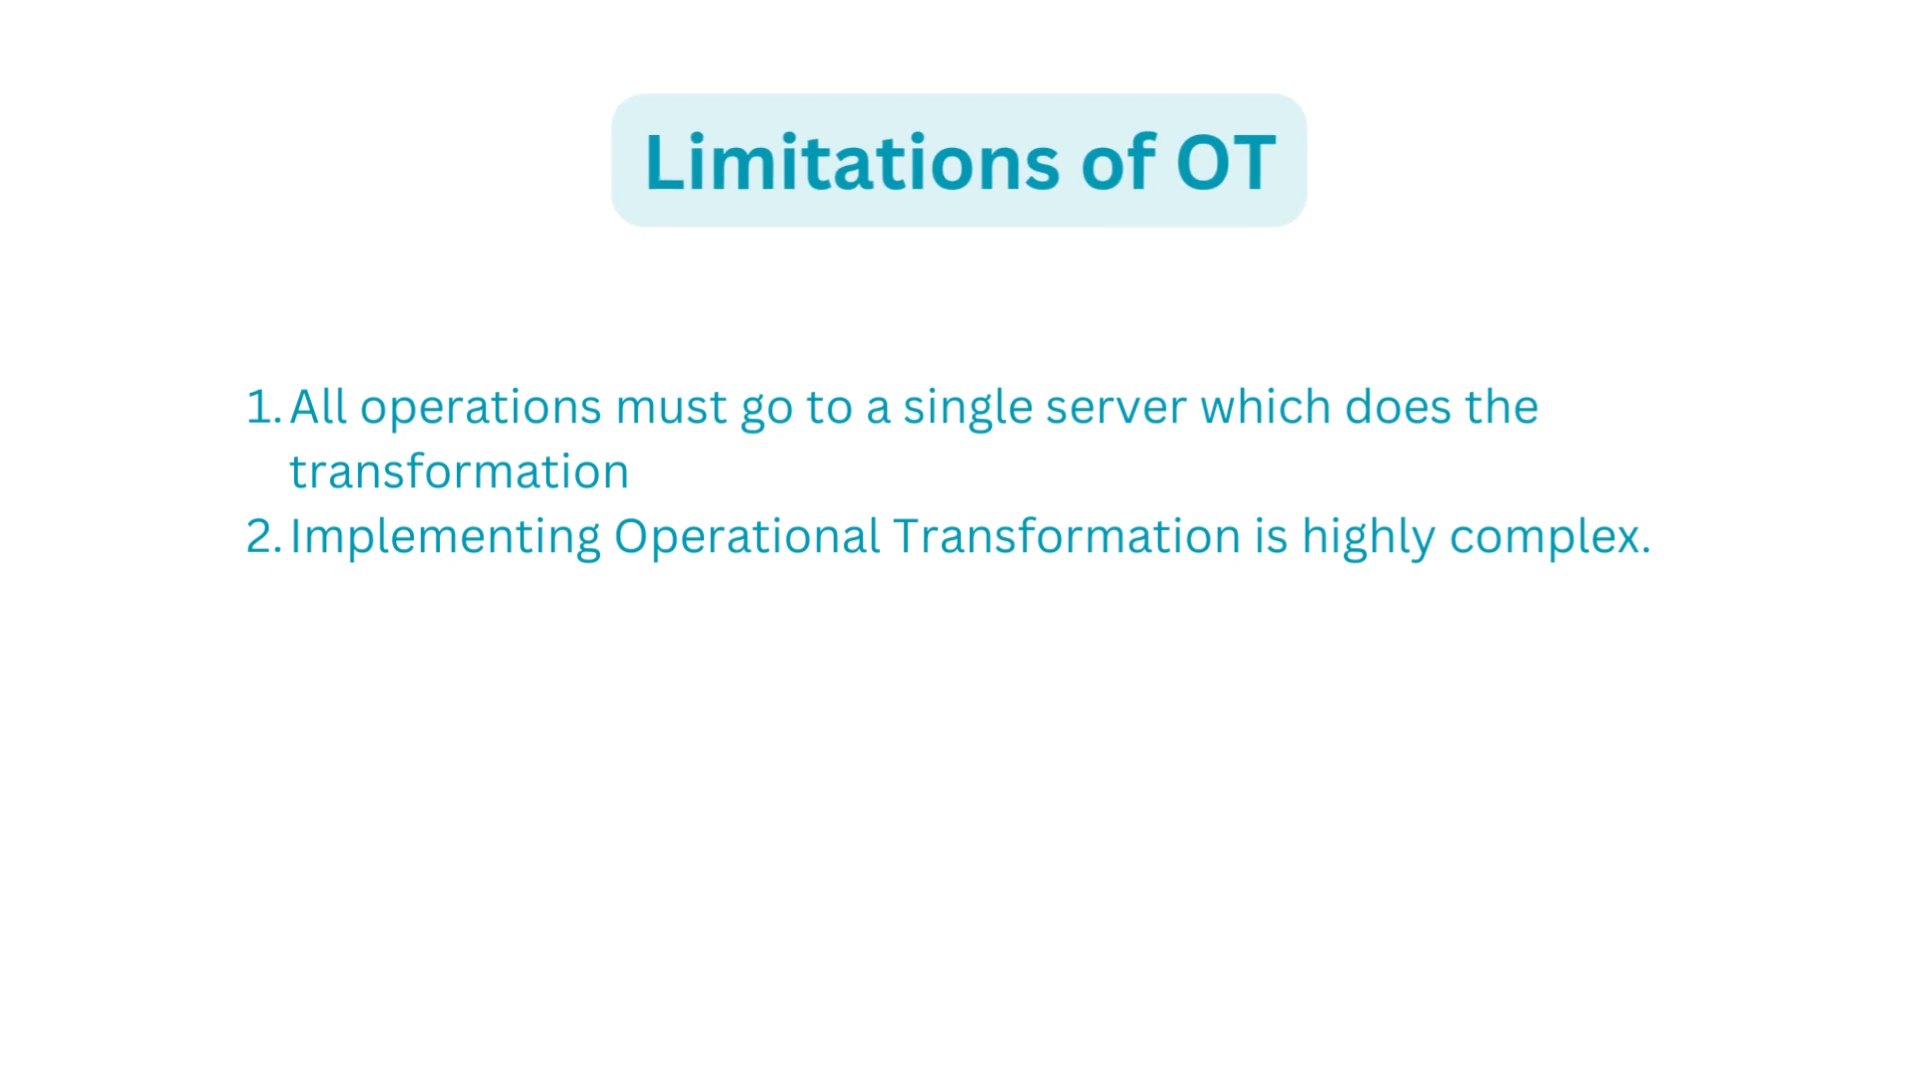 Limitations of OT
1. All operations must go to a single server which does the
transformation
2. Implementing Operational Transformation is highly complex.